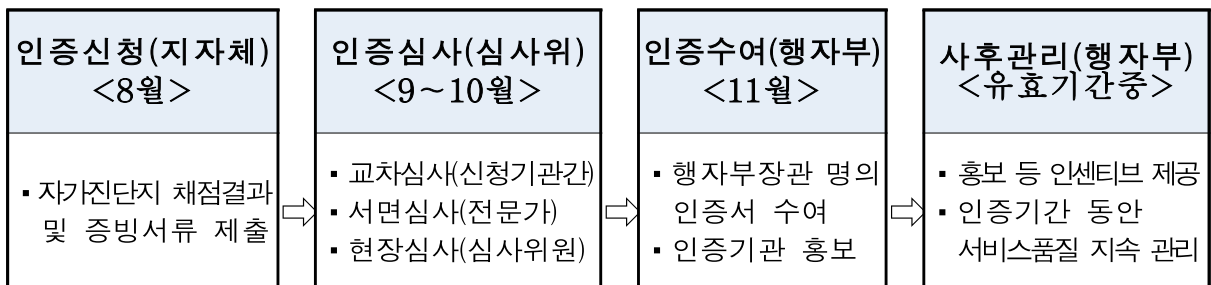 인증신청(지자체)
<8월>
▪ 자가진단지 채점결과
및 증빙서류 제출
인증심사(심사위)
<9～10월>
▪ 교차심사(신청기관간)
▪ 서면심사(전문가)
▪ 현장심사(심사위원)
인증수여(행자부)
<11월>
▪ 행자부장관 명의
인증서 수여
▪ 인증기관 홍보
사후관리(행자부)
<유효기간중>
▪ 홍보 등 인센티브 제공
▪ 인증기간 동안
서비스품질 지속 관리